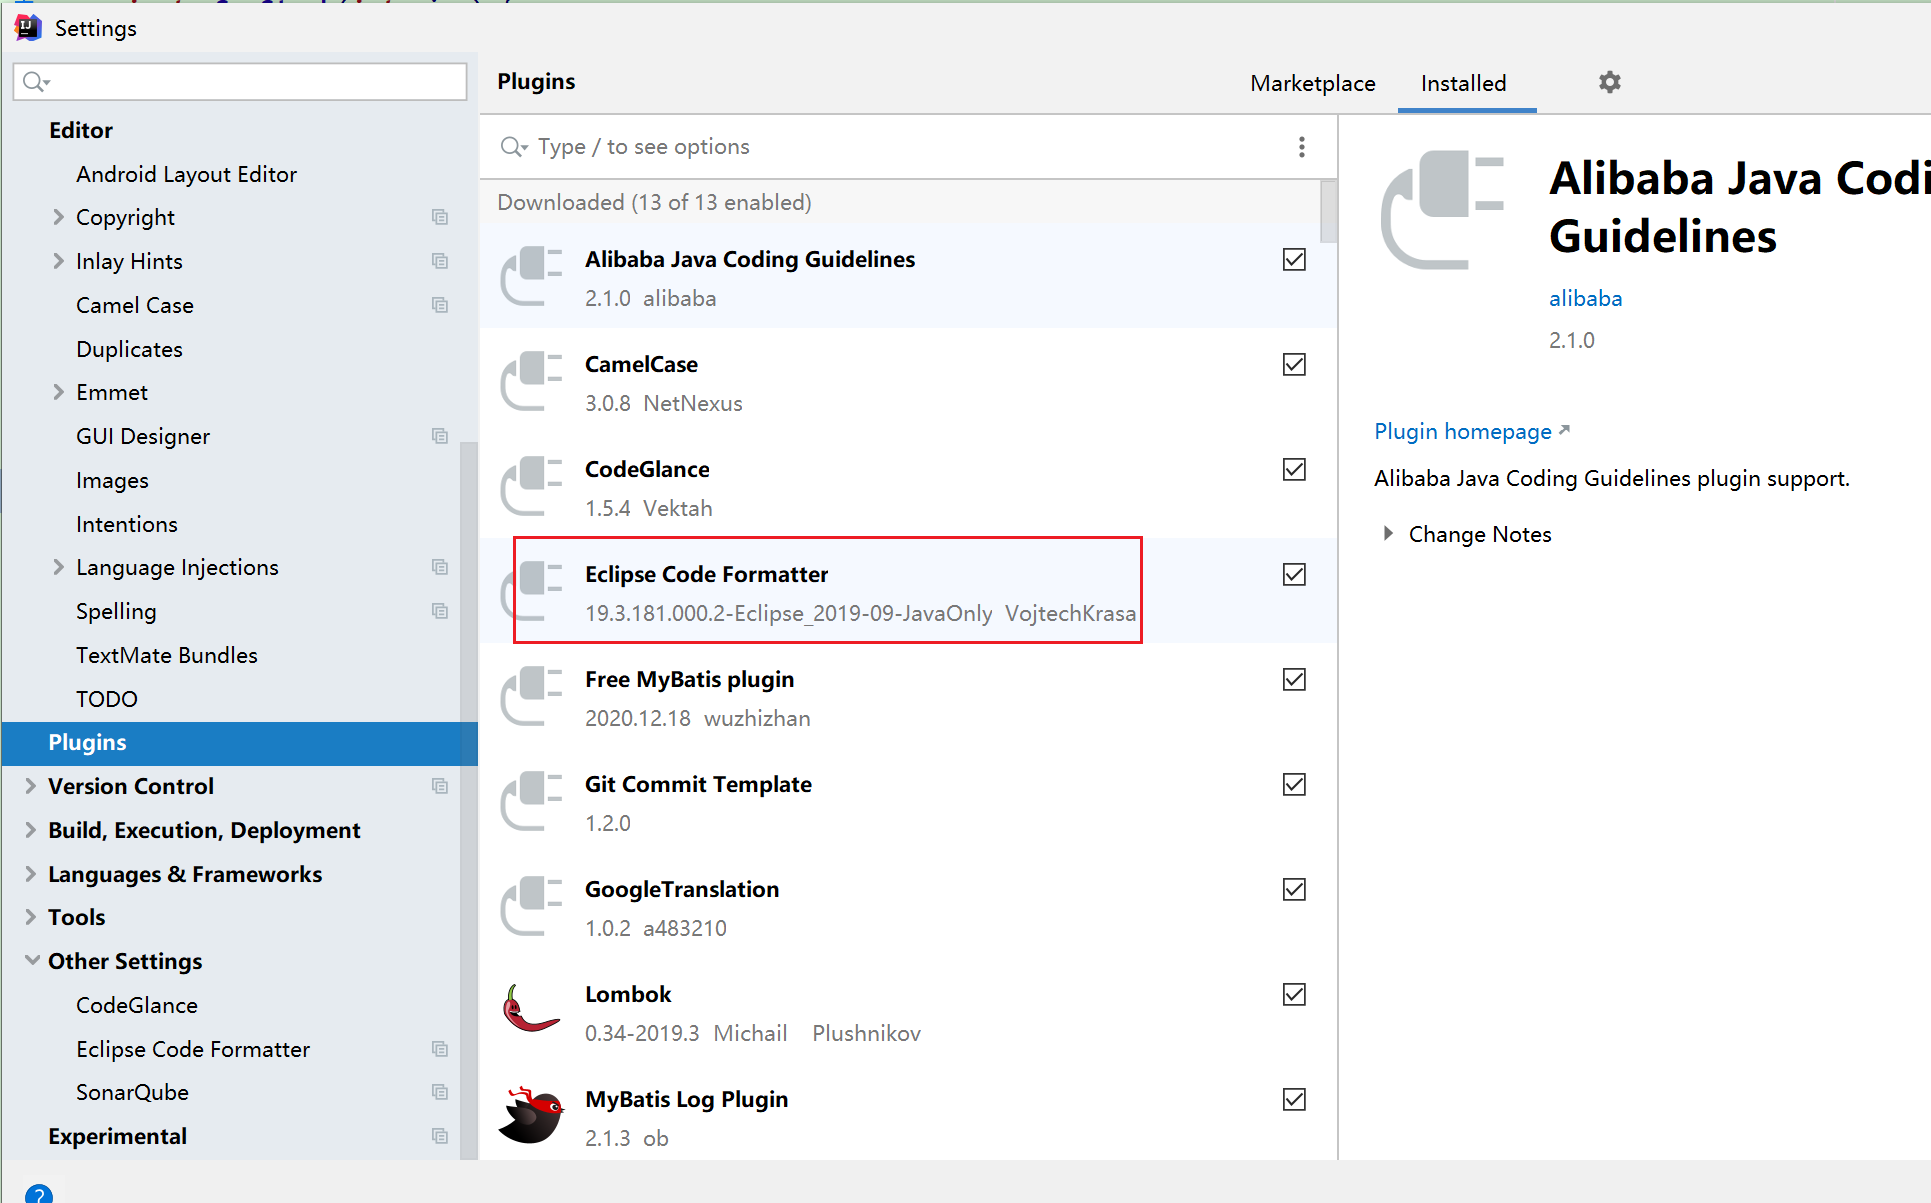 Settings
Editor
Android Layout Editor
Copyright
Inlay Hints
Camel Case
Duplicates
Emmet
GUI Designer
Images
Intentions
Language Injections
Spelling
TextMate Bundles
TODO
Plugins
Version Control
Build, Execution, Deployment
Languages & Frameworks
Tools
Other Settings
CodeGlance
Eclipse Code Formatter
SonarQube
Experimental
?
Plugins
Marketplace
Installed
Type / to see options
Downloaded (13 of 13 enabled)
Alibaba Java Coding Guidelines
2.1.0 alibaba
CamelCase
3.0.8 NetNexus
CodeGlance
1.5.4 Vektah
Eclipse Code Formatter
19.3.181.000.2-Eclipse_2019-09-JavaOnly VojtechKrasa
Free MyBatis plugin
2020.12.18 wuzhizhan
Git Commit Template
1.2.0
GoogleTranslation
1.0.2 a483210
Lombok
0.34-2019.3 Michail Plushnikov
MyBatis Log Plugin
2.1.3 ob
Alibaba Java Codi
Guidelines
alibaba
2.1.0
Plugin homepage
Alibaba Java Coding Guidelines plugin support.
Change Notes